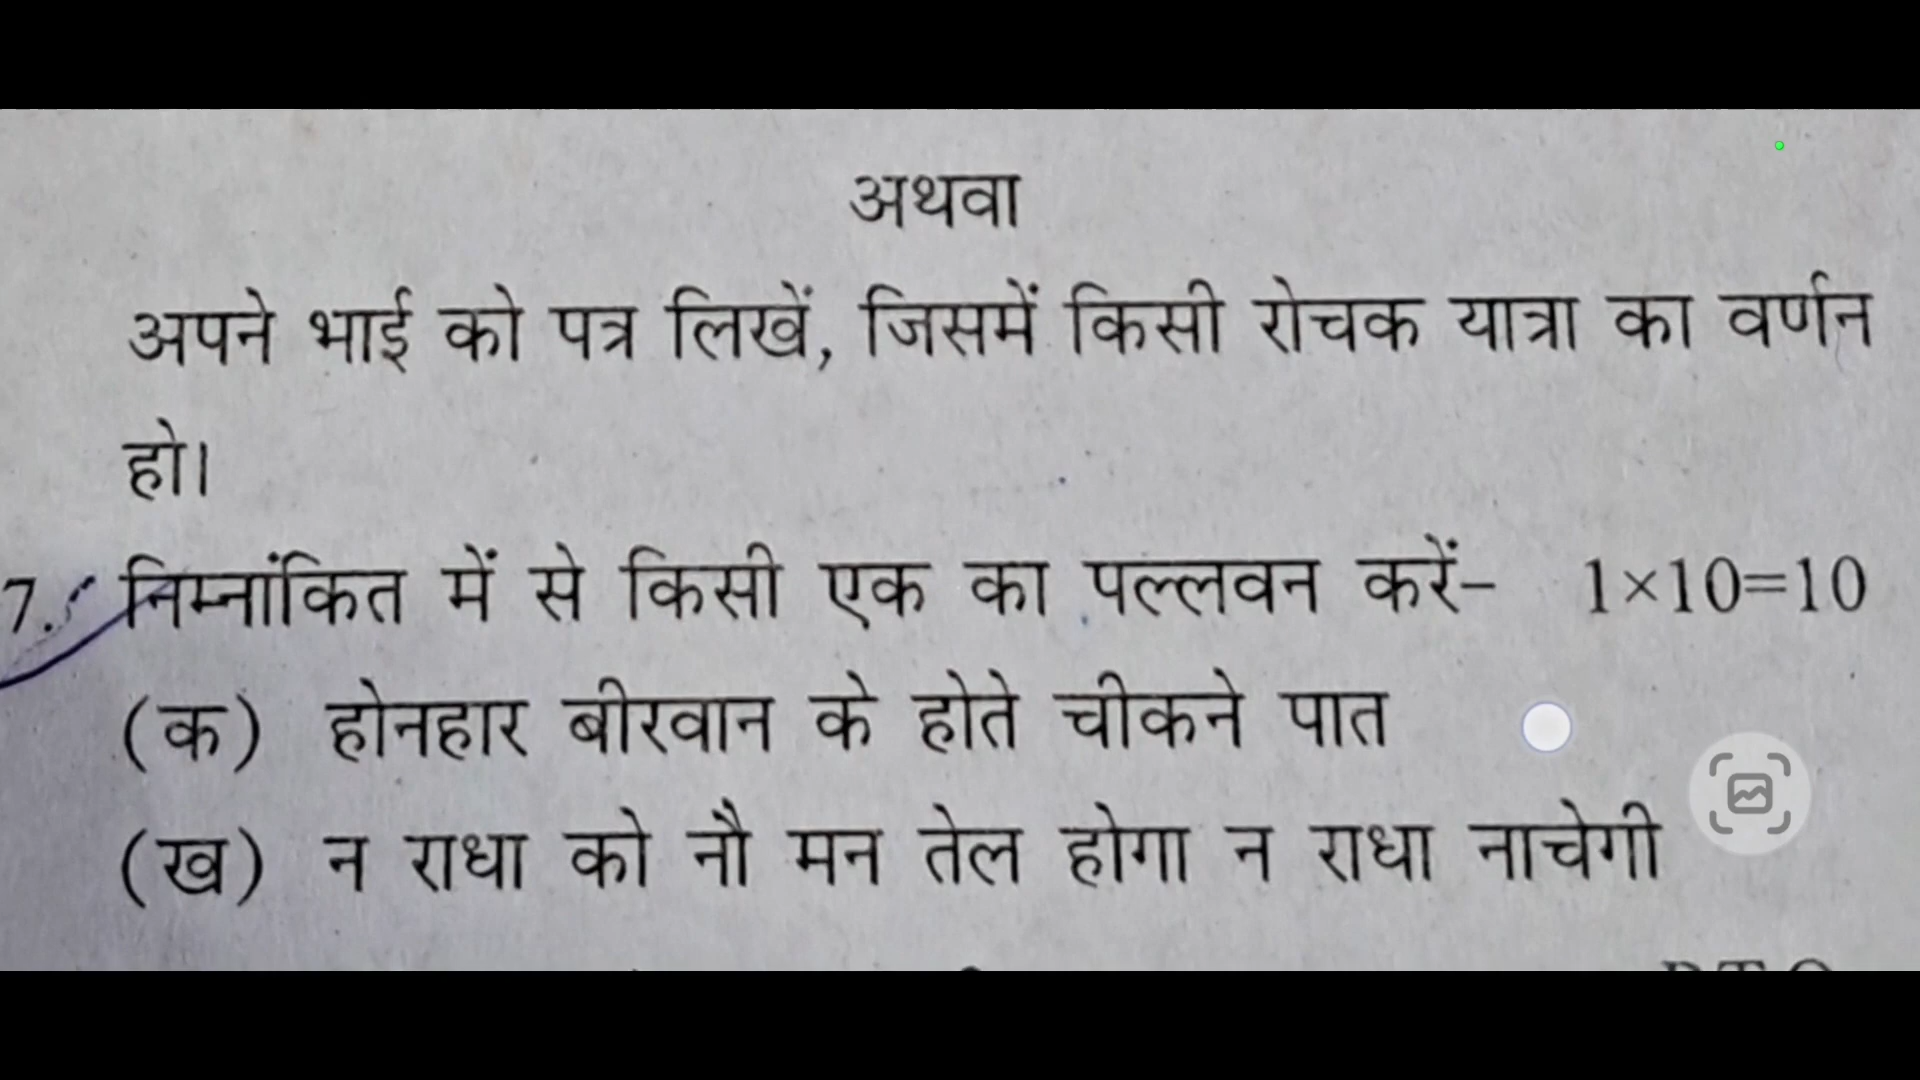 अथवा
अपने भाई को पत्र लिखें, जिसमें किसी रोचक यात्रा का वर्णन
हो।
7. निम्नांकित में से किसी एक का पल्लवन करें– 1×10=10
(क) होनहार बीरवान के होते चीकने पात
(ख) न राधा को नौ मन तेल होगा न राधा नाचेगी